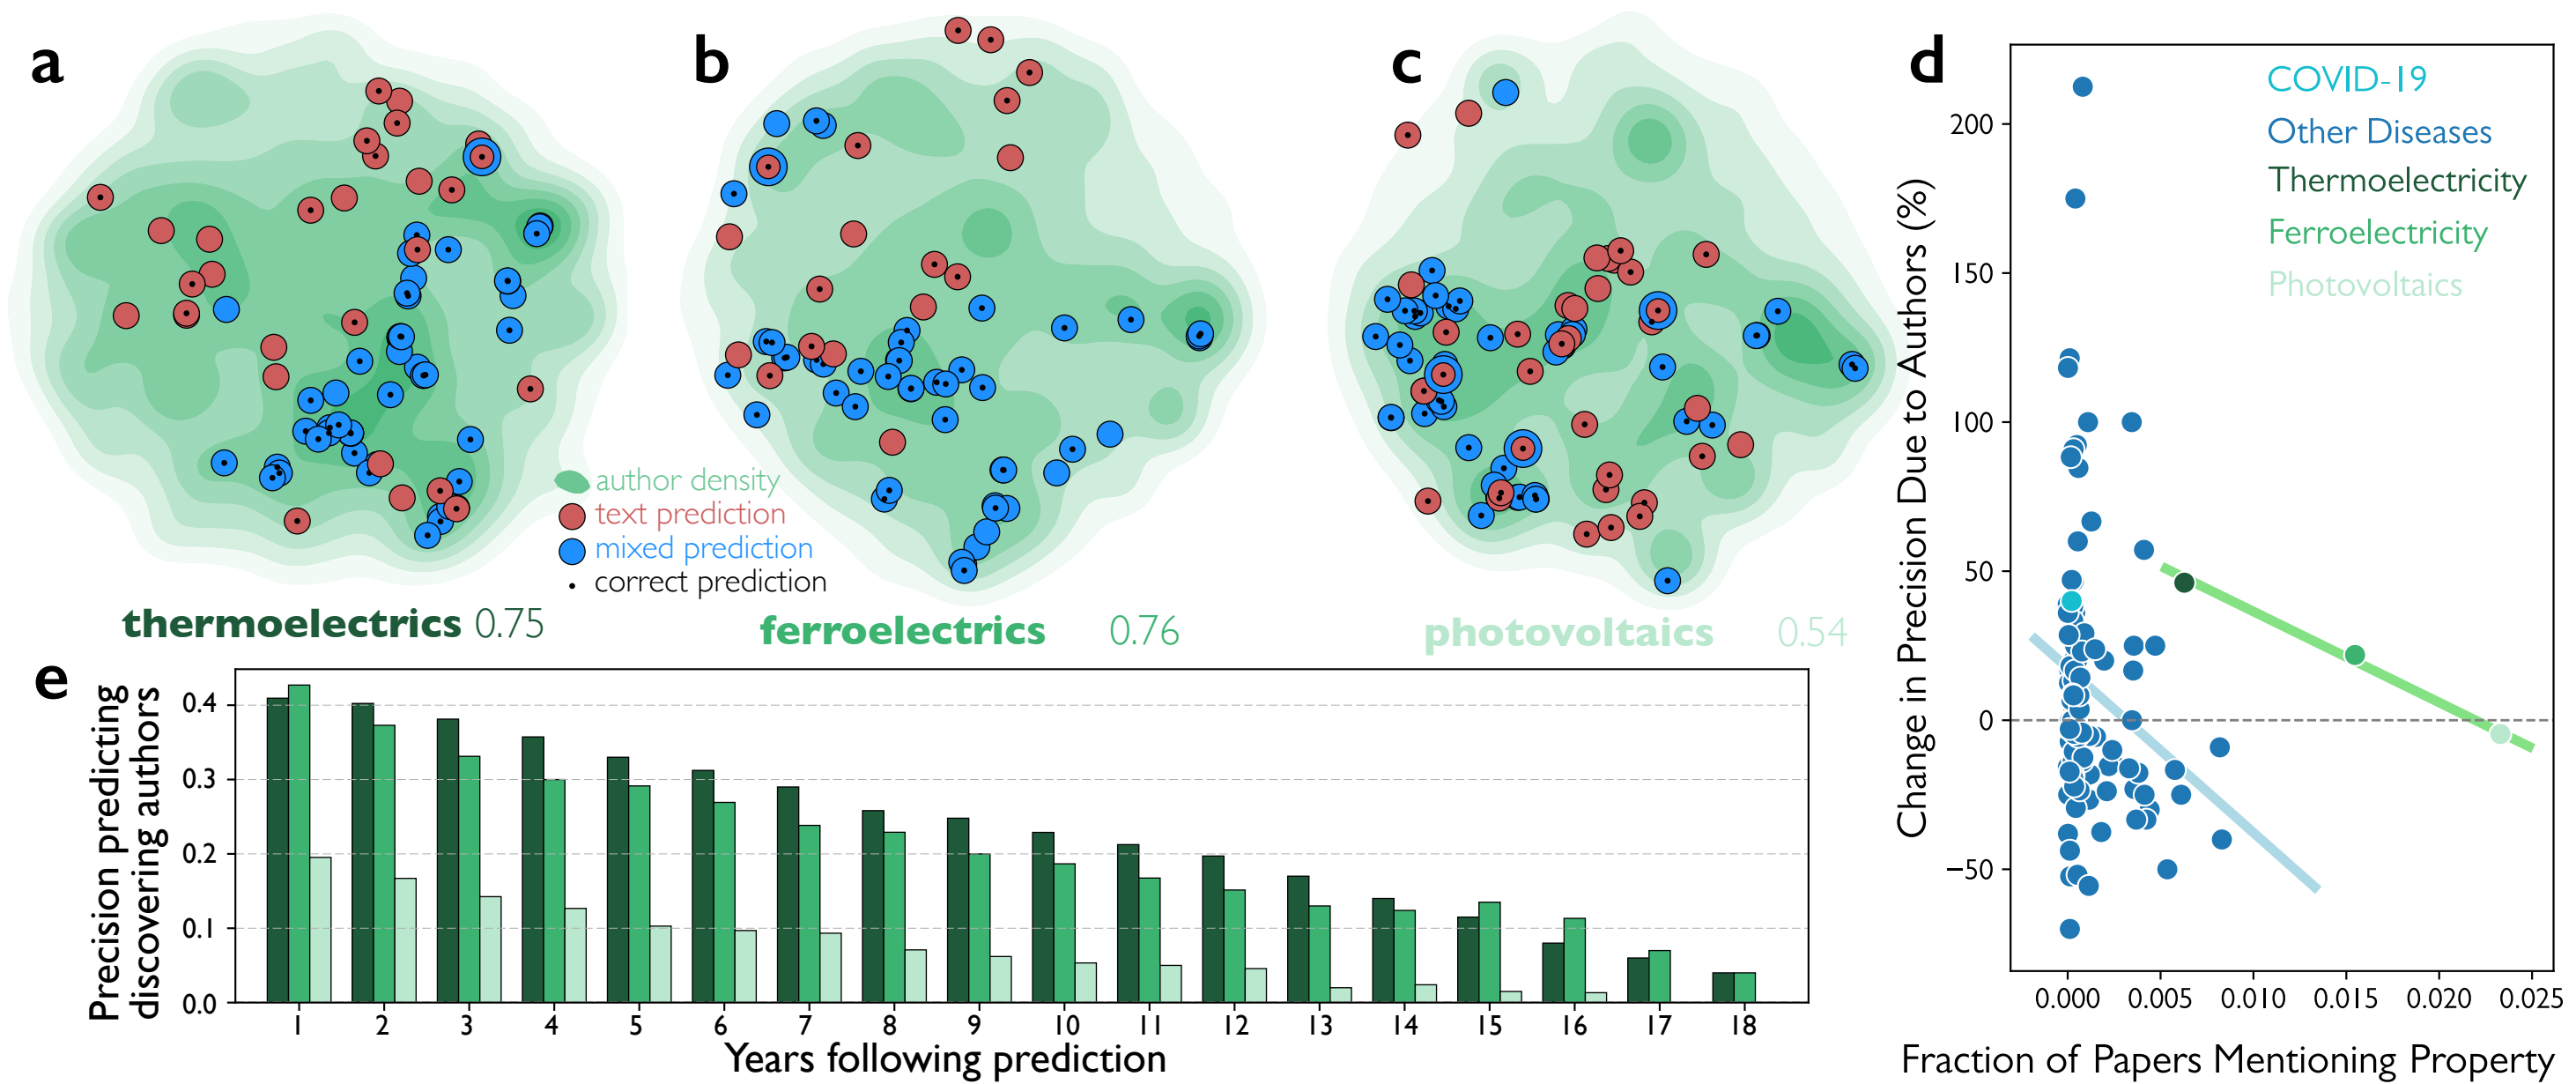 a
b
c
d
author density
text prediction
mixed prediction
correct prediction
thermoelectrics 0.75
ferroelectrics 0.76
photovoltaics 0.54
COVID-19
Other Diseases
Thermoelectricity
Ferroelectricity
Photovoltaics
Change in Precision Due to Authors (%)
200
150
100
50
0
−50
0.000 0.005 0.010 0.015 0.020 0.025
Fraction of Papers Mentioning Property
e
Precision predicting
discovering authors
0.4
0.3
0.2
0.1
0.0
1 2 3 4 5 6 7 8 9 10 11 12 13 14 15 16 17 18
Years following prediction